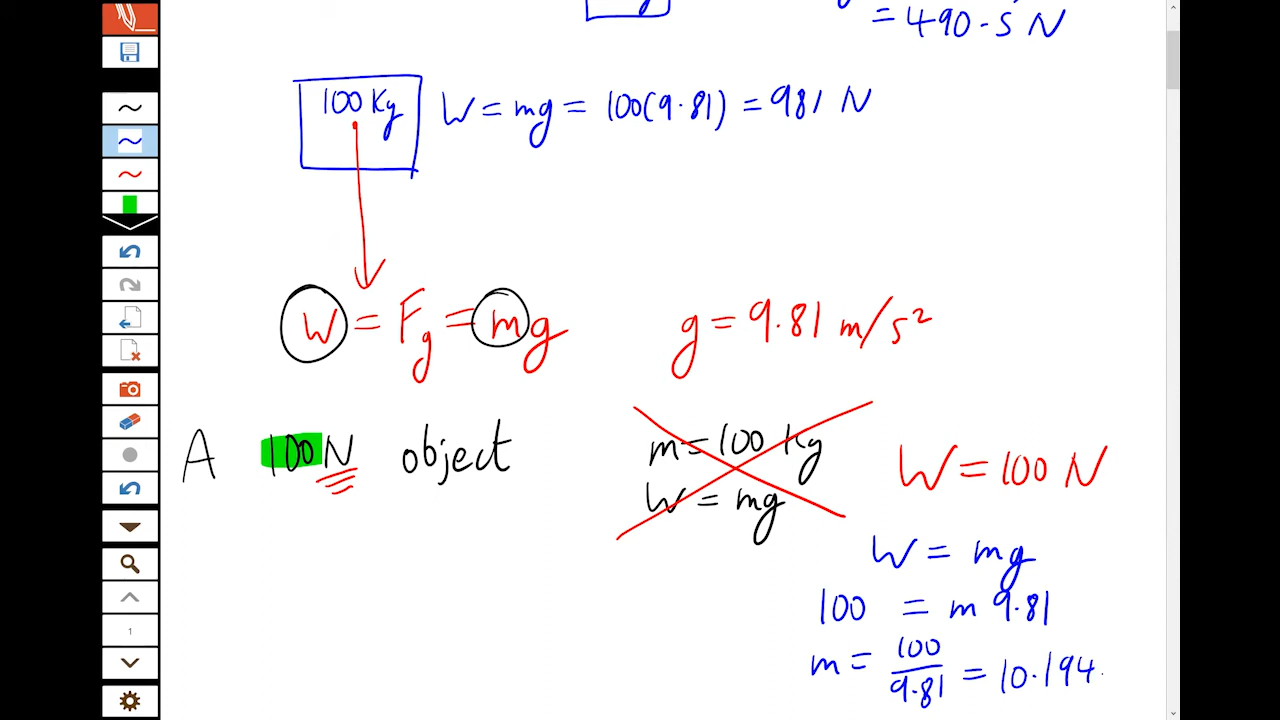 = 490.5 N
100 Kg W = mg = 100(9.81) = 981 N
W = Fg = mg g = 9.81 m/s²
A 100N object
m = 100 Kg
W = mg
W = 100 N
W = mg
100 = m 9.81
m = 100/9.81 = 10.194.
1